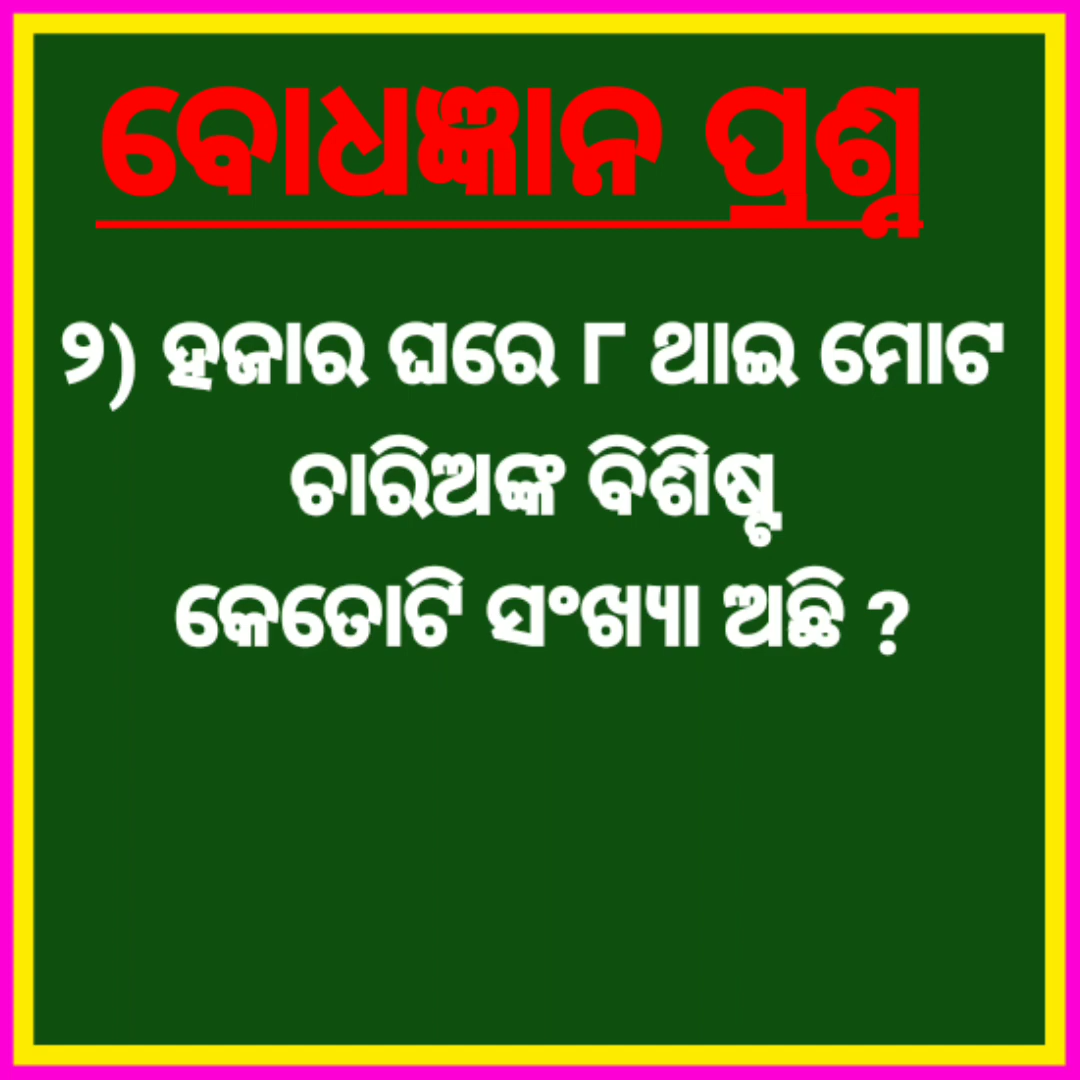 ବୋଧଜ୍ଞାନ ପ୍ରଶ୍ନ
୨) ହଜାର ଘରେ ୮ ଥାଇ ମୋଟ
ଚାରିଅଙ୍କ ବିଶିଷ୍ଟ
କେତୋଟି ସଂଖ୍ୟା ଅଛି ?